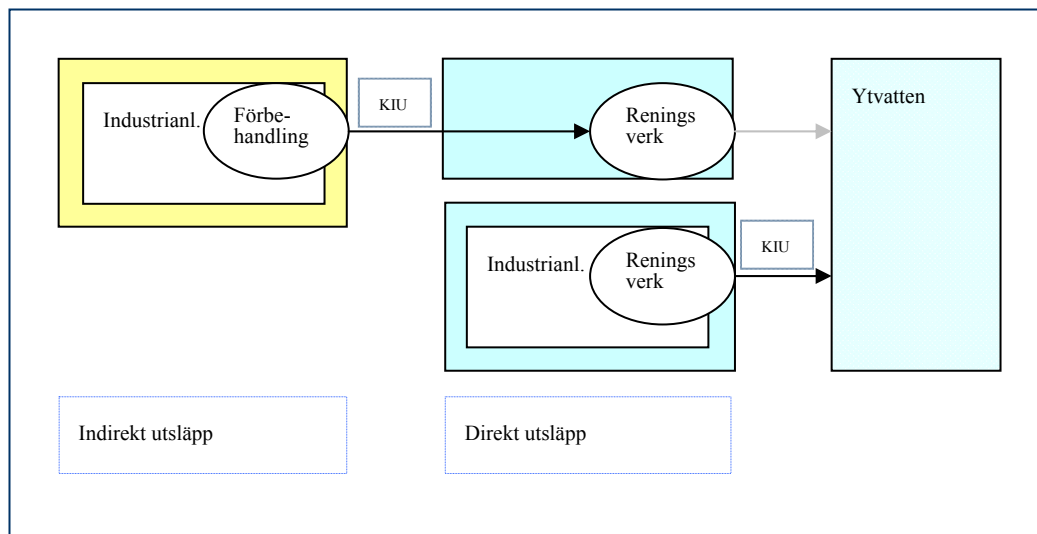 Industrianl.
Förbe-
handling
KIU
Renings
verk
Ytvatten
Industrianl.
Renings
verk
KIU
Indirekt utsläpp
Direkt utsläpp